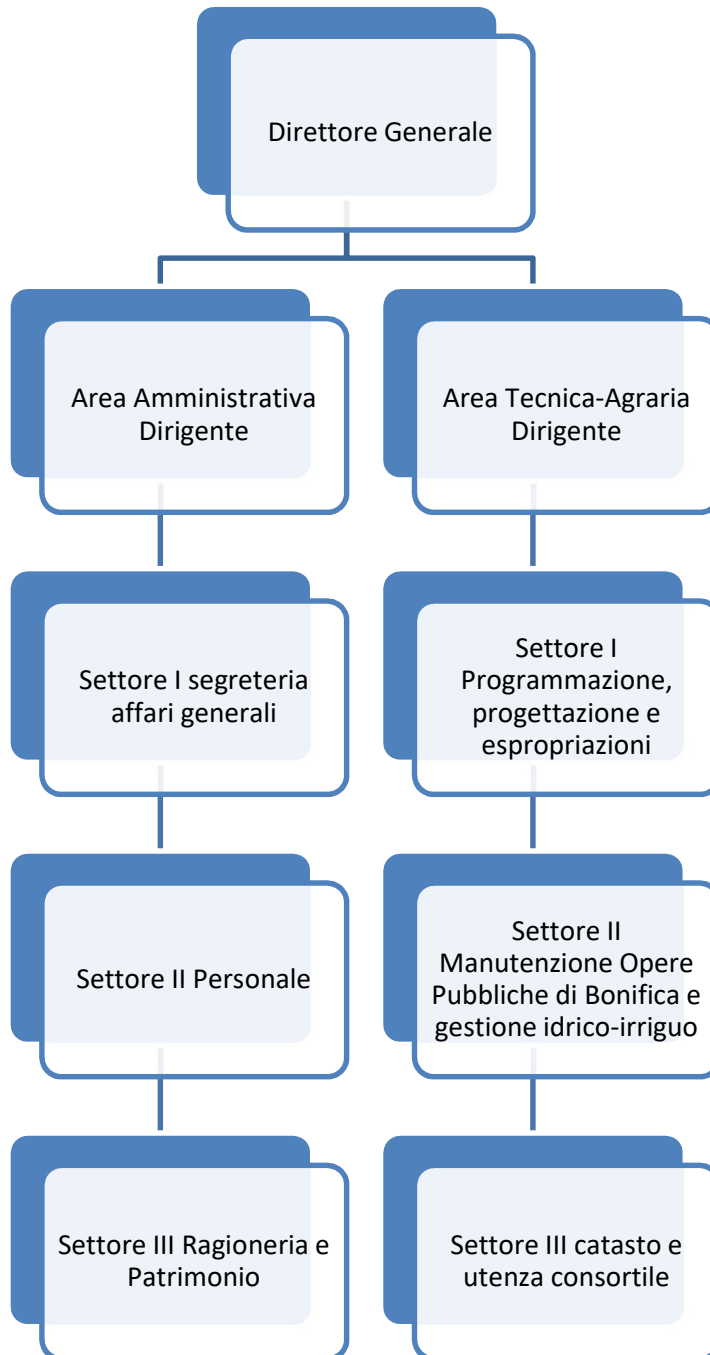 Direttore Generale
Area Amministrativa
Dirigente
Area Tecnica-Agraria
Dirigente
Settore I segreteria
affari generali
Settore I
Programmazione,
progettazione e
espropriazioni
Settore II Personale
Settore II
Manutenzione Opere
Pubbliche di Bonifica e
gestione idrico-irriguo
Settore III Ragioneria e
Patrimonio
Settore III catasto e
utenza consortile